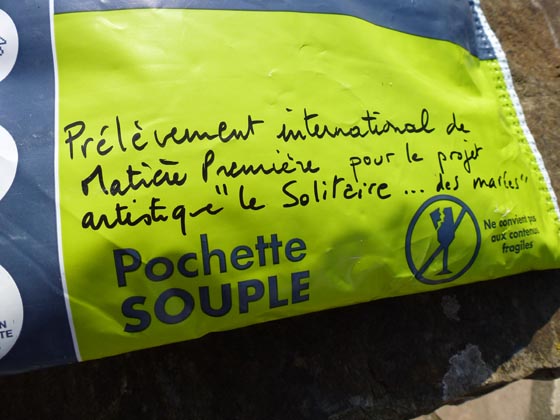 Prélèvement international de
Matière Première pour le projet
artistique "le Solitaire ... des mariés"
Pochette
SOUPLE
Ne convient pas
aux contenus
fragiles